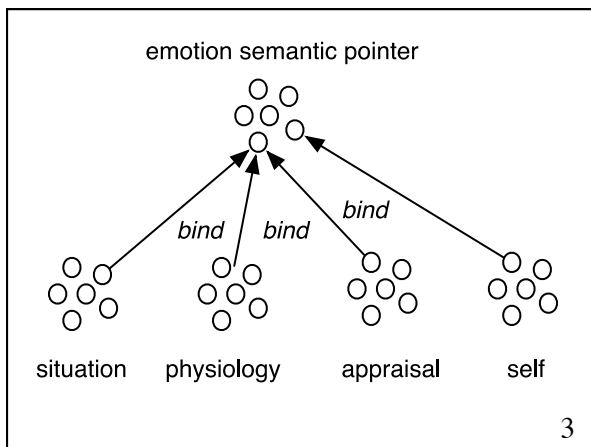 emotion semantic pointer
bind
bind bind
situation physiology appraisal self
3